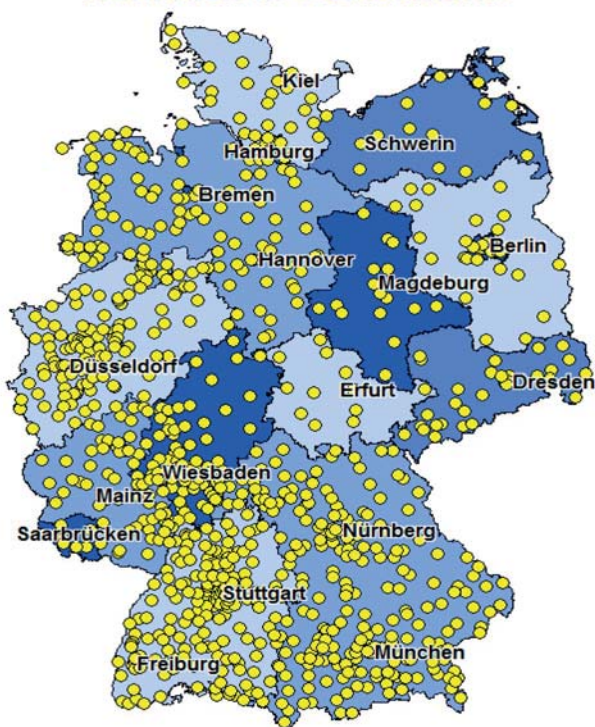 Kiel
Schwerin
Hamburg
Bremen
Berlin
Hannover
Magdeburg
Düsseldorf
Erfurt
Dresden
Wiesbaden
Mainz
Saarbrücken
Nürnberg
Stuttgart
München
Freiburg